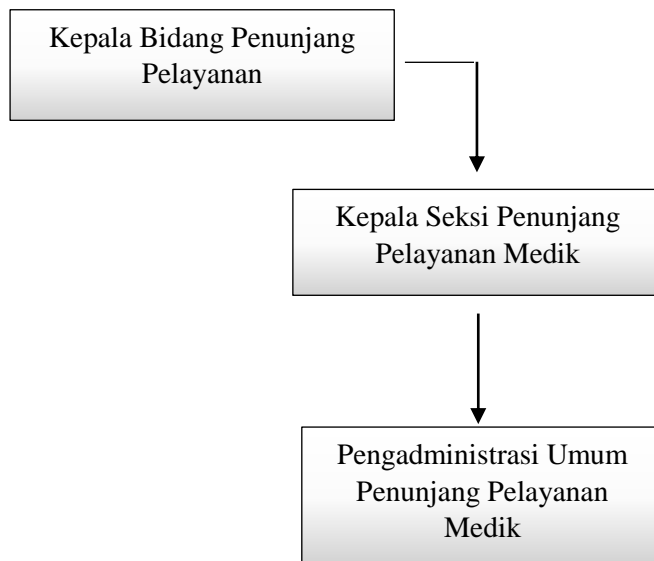 Kepala Bidang Penunjang
Pelayanan
Kepala Seksi Penunjang
Pelayanan Medik
Pengadministrasi Umum
Penunjang Pelayanan
Medik